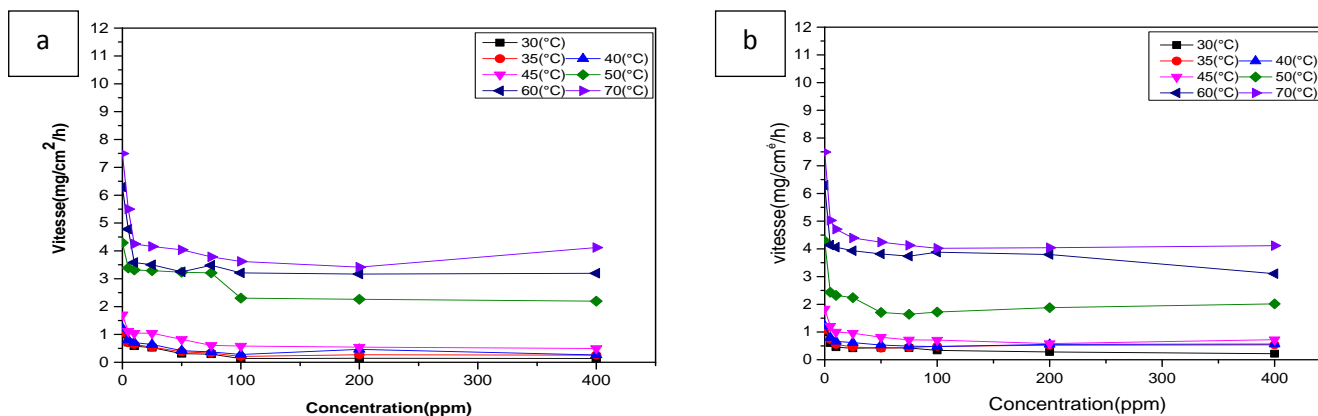 a
12
11
10
9
8
7
6
5
4
3
2
1
0
Vitesse(mg/cm²/h)
30(°C)
35(°C) 40(°C)
45(°C) 50(°C)
60(°C) 70(°C)
0 100 200 300 400
Concentration(ppm)
b
12
11
10
9
8
7
6
5
4
3
2
1
0
vitesse(mg/cmé/h)
30(°C)
35(°C) 40(°C)
45(°C) 50(°C)
60(°C) 70(°C)
0 100 200 300 400
Concentration(ppm)